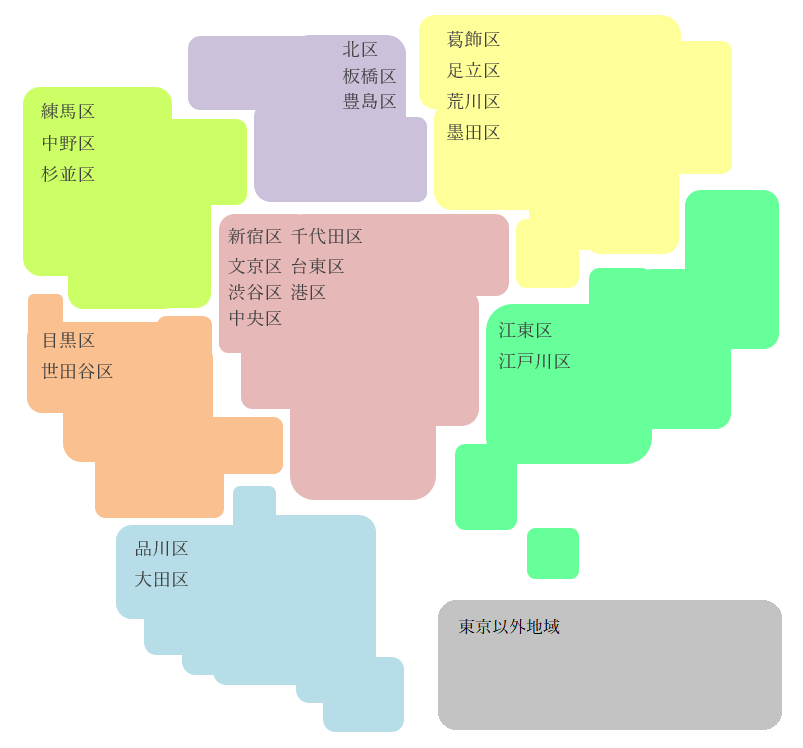 北区
板橋区
豊島区
葛飾区
足立区
荒川区
墨田区
練馬区
中野区
杉並区
新宿区 千代田区
文京区 台東区
渋谷区 港区
中央区
江東区
江戸川区
目黒区
世田谷区
品川区
大田区
東京以外地域